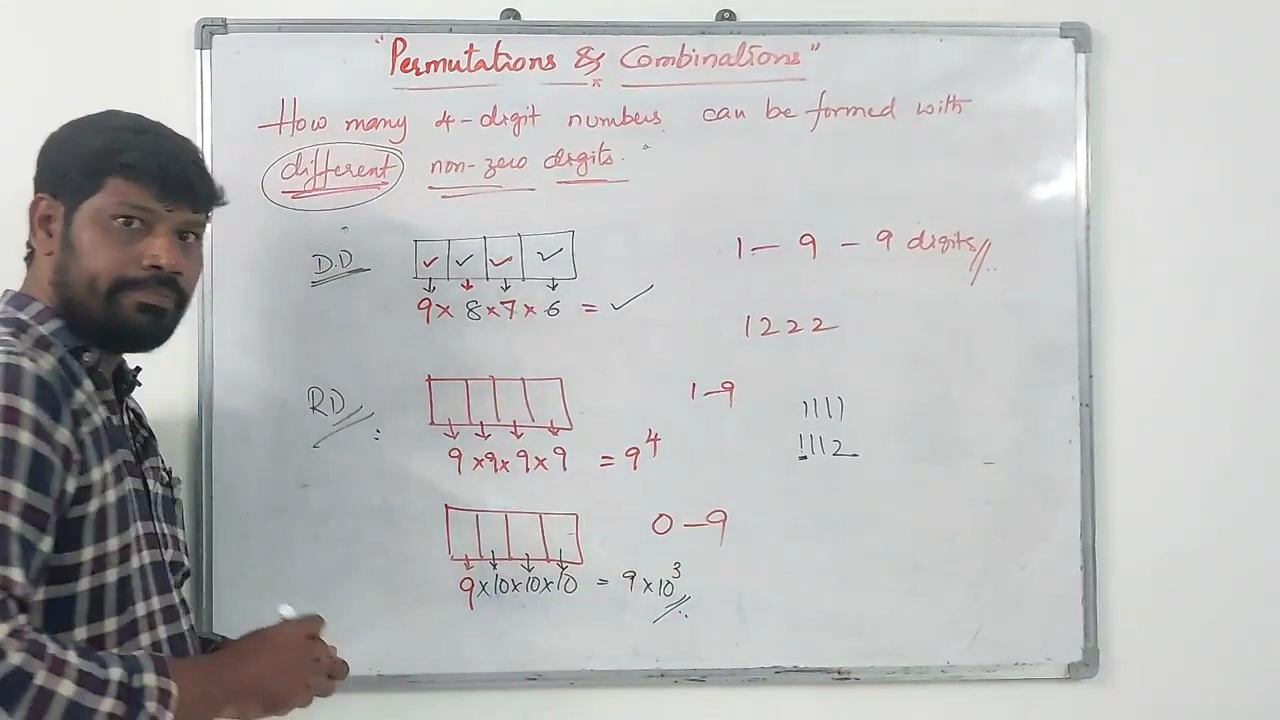 "Permutations & Combinations"
How many 4-digit numbers can be formed with
different non-zero digits.
D.D
9 × 8 × 7 × 6 =
1 – 9 – 9 digits
1222
RD
1–9
1111
1112
9 × 9 × 9 × 9 = 9⁴
0 – 9
9 × 10 × 10 × 10 = 9 × 10³